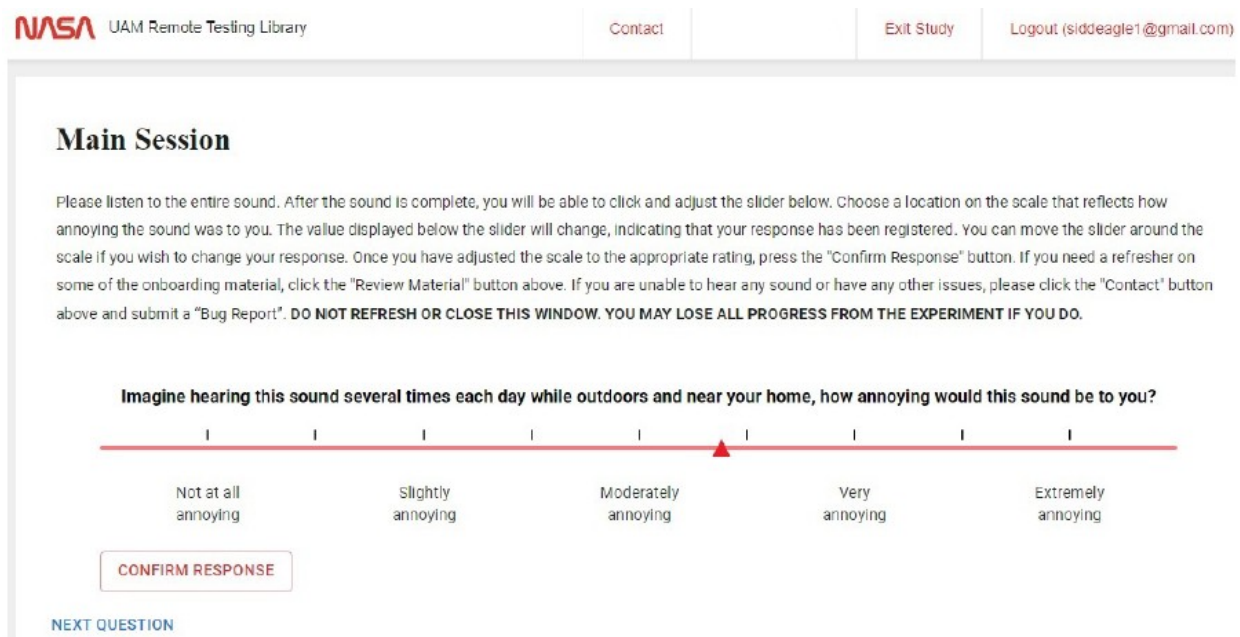 NASA UAM Remote Testing Library Contact Exit Study Logout (siddeagle1@gmail.com)
Main Session
Please listen to the entire sound. After the sound is complete, you will be able to click and adjust the slider below. Choose a location on the scale that reflects how
annoying the sound was to you. The value displayed below the slider will change, indicating that your response has been registered. You can move the slider around the
scale if you wish to change your response. Once you have adjusted the scale to the appropriate rating, press the "Confirm Response" button. If you need a refresher on
some of the onboarding material, click the "Review Material" button above. If you are unable to hear any sound or have any other issues, please click the "Contact" button
above and submit a "Bug Report". DO NOT REFRESH OR CLOSE THIS WINDOW. YOU MAY LOSE ALL PROGRESS FROM THE EXPERIMENT IF YOU DO.
Imagine hearing this sound several times each day while outdoors and near your home, how annoying would this sound be to you?
Not at all Slightly Moderately Very Extremely
annoying annoying annoying annoying annoying
CONFIRM RESPONSE
NEXT QUESTION